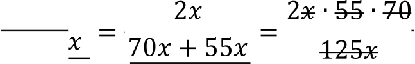 x = 2x / 70x + 55x = 2x · 55 · 70 / 125x